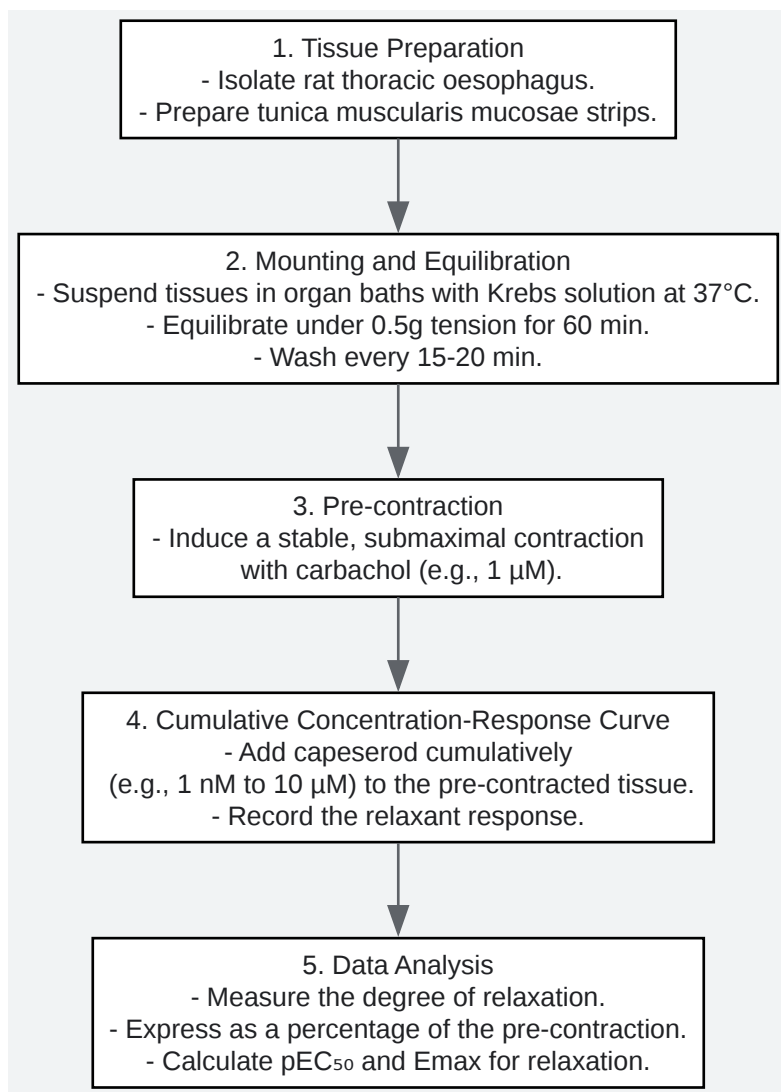 1. Tissue Preparation
- Isolate rat thoracic oesophagus.
- Prepare tunica muscularis mucosae strips.
2. Mounting and Equilibration
- Suspend tissues in organ baths with Krebs solution at 37°C.
- Equilibrate under 0.5g tension for 60 min.
- Wash every 15-20 min.
3. Pre-contraction
- Induce a stable, submaximal contraction
with carbachol (e.g., 1 µM).
4. Cumulative Concentration-Response Curve
- Add capeserod cumulatively
(e.g., 1 nM to 10 µM) to the pre-contracted tissue.
- Record the relaxant response.
5. Data Analysis
- Measure the degree of relaxation.
- Express as a percentage of the pre-contraction.
- Calculate pEC₅₀ and Emax for relaxation.